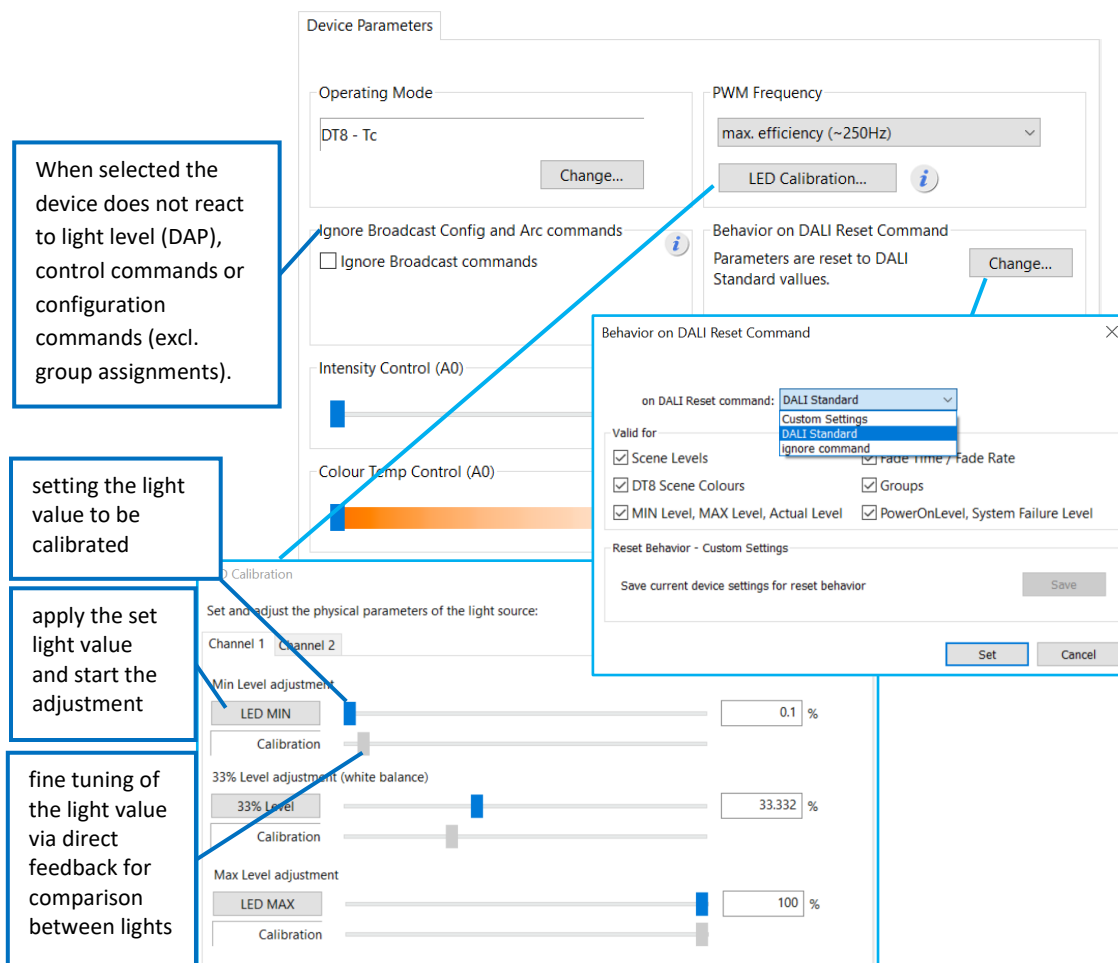 Device Parameters
Operating Mode
DT8 - Tc
Change...
PWM Frequency
max. efficiency (~250Hz)
LED Calibration...
i
When selected the
device does not react
to light level (DAP),
control commands or
configuration
commands (excl.
group assignments).
Ignore Broadcast Config and Arc commands
i
Ignore Broadcast commands
Behavior on DALI Reset Command
Parameters are reset to DALI
Standard vallues.
Change...
Intensity Control (A0)
Colour Temp Control (A0)
Behavior on DALI Reset Command
on DALI Reset command:
DALI Standard
Custom Settings
DALI Standard
ignore command
Valid for
Scene Levels
Fade Time / Fade Rate
DT8 Scene Colours
Groups
MIN Level, MAX Level, Actual Level
PowerOnLevel, System Failure Level
Reset Behavior - Custom Settings
Save current device settings for reset behavior
Save
Set
Cancel
setting the light
value to be
calibrated
apply the set
light value
and start the
adjustment
fine tuning of
the light value
via direct
feedback for
comparison
between lights
Calibration
Set and adjust the physical parameters of the light source:
Channel 1
Channel 2
Min Level adjustment
LED MIN
0.1 %
Calibration
33% Level adjustment (white balance)
33% Level
33.332 %
Calibration
Max Level adjustment
LED MAX
100 %
Calibration